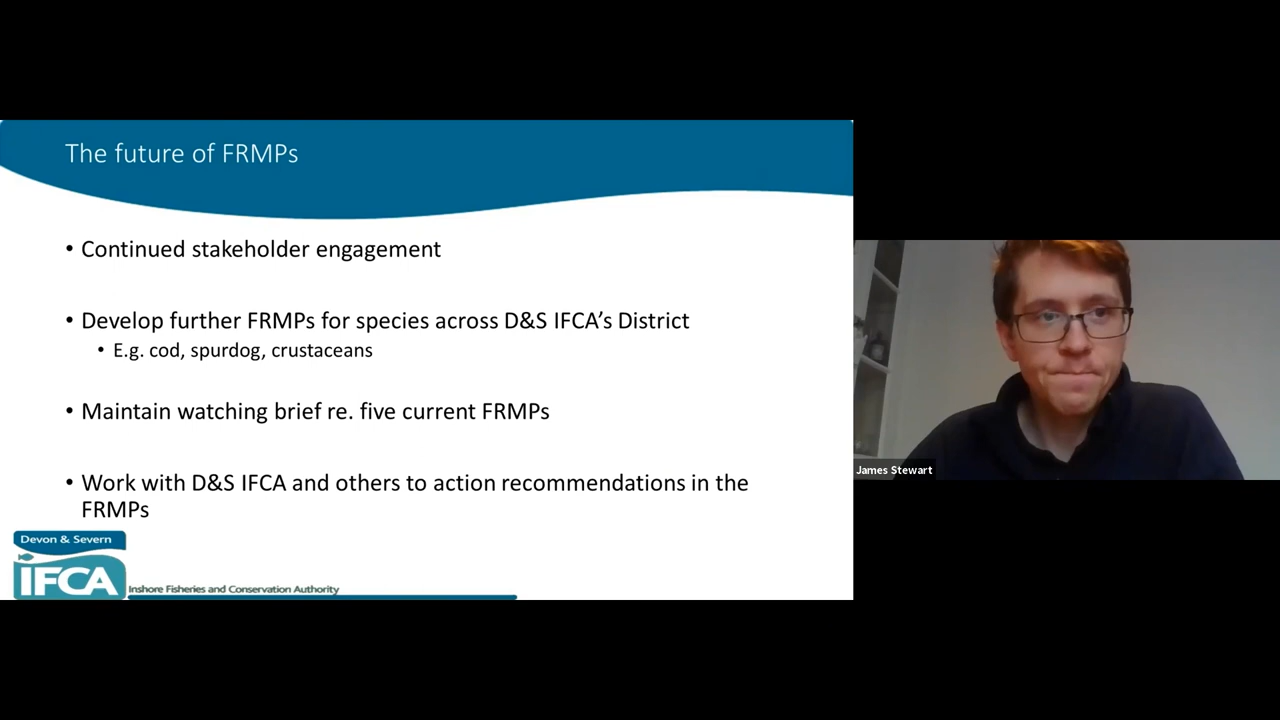 The future of FRMPs
• Continued stakeholder engagement
• Develop further FRMPs for species across D&S IFCA’s District
• E.g. cod, spurdog, crustaceans
• Maintain watching brief re. five current FRMPs
• Work with D&S IFCA and others to action recommendations in the
FRMPs
Devon & Severn
IFCA
Inshore Fisheries and Conservation Authority
James Stewart